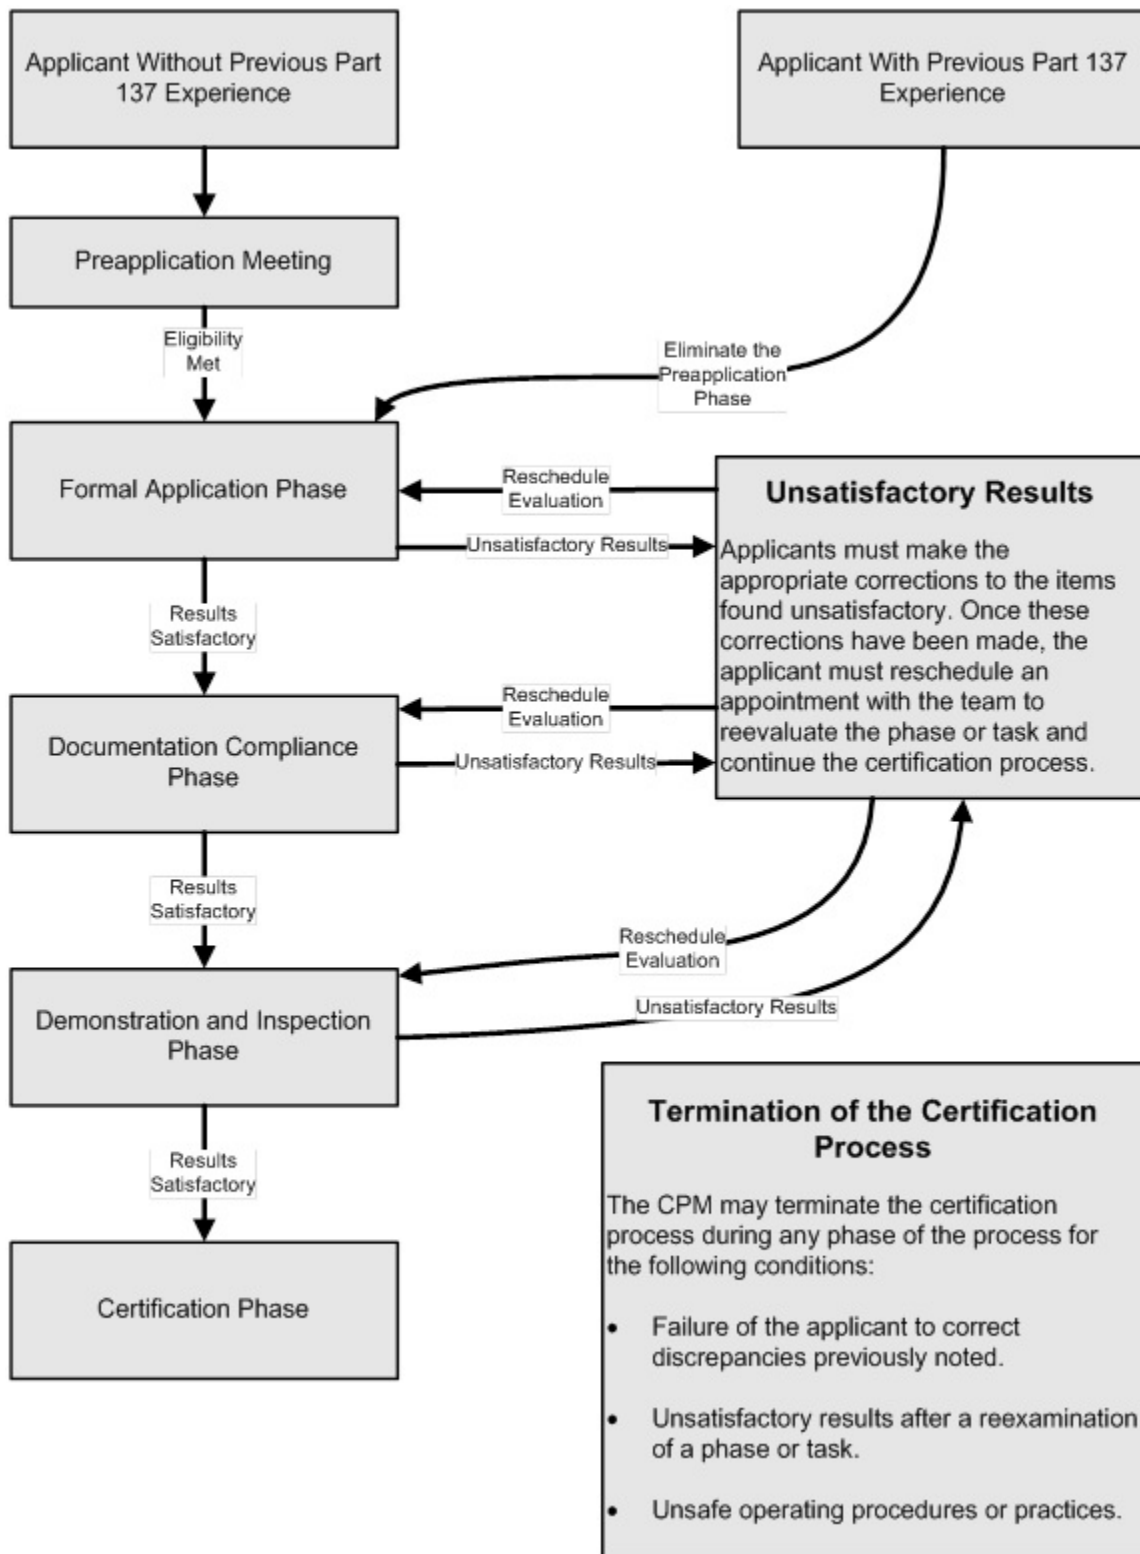 Applicant Without Previous Part
137 Experience
Applicant With Previous Part 137
Experience
Preapplication Meeting
Eligibility
Met
Eliminate the
Preapplication
Phase
Formal Application Phase
Reschedule
Evaluation
Unsatisfactory Results
Unsatisfactory Results
Applicants must make the
appropriate corrections to the items
found unsatisfactory. Once these
corrections have been made, the
applicant must reschedule an
appointment with the team to
reevaluate the phase or task and
continue the certification process.
Results
Satisfactory
Documentation Compliance
Phase
Reschedule
Evaluation
Unsatisfactory Results
Results
Satisfactory
Reschedule
Evaluation
Demonstration and Inspection
Phase
Unsatisfactory Results
Results
Satisfactory
Certification Phase
Termination of the Certification
Process
The CPM may terminate the certification
process during any phase of the process for
the following conditions:
• Failure of the applicant to correct
discrepancies previously noted.
• Unsatisfactory results after a reexamination
of a phase or task.
• Unsafe operating procedures or practices.